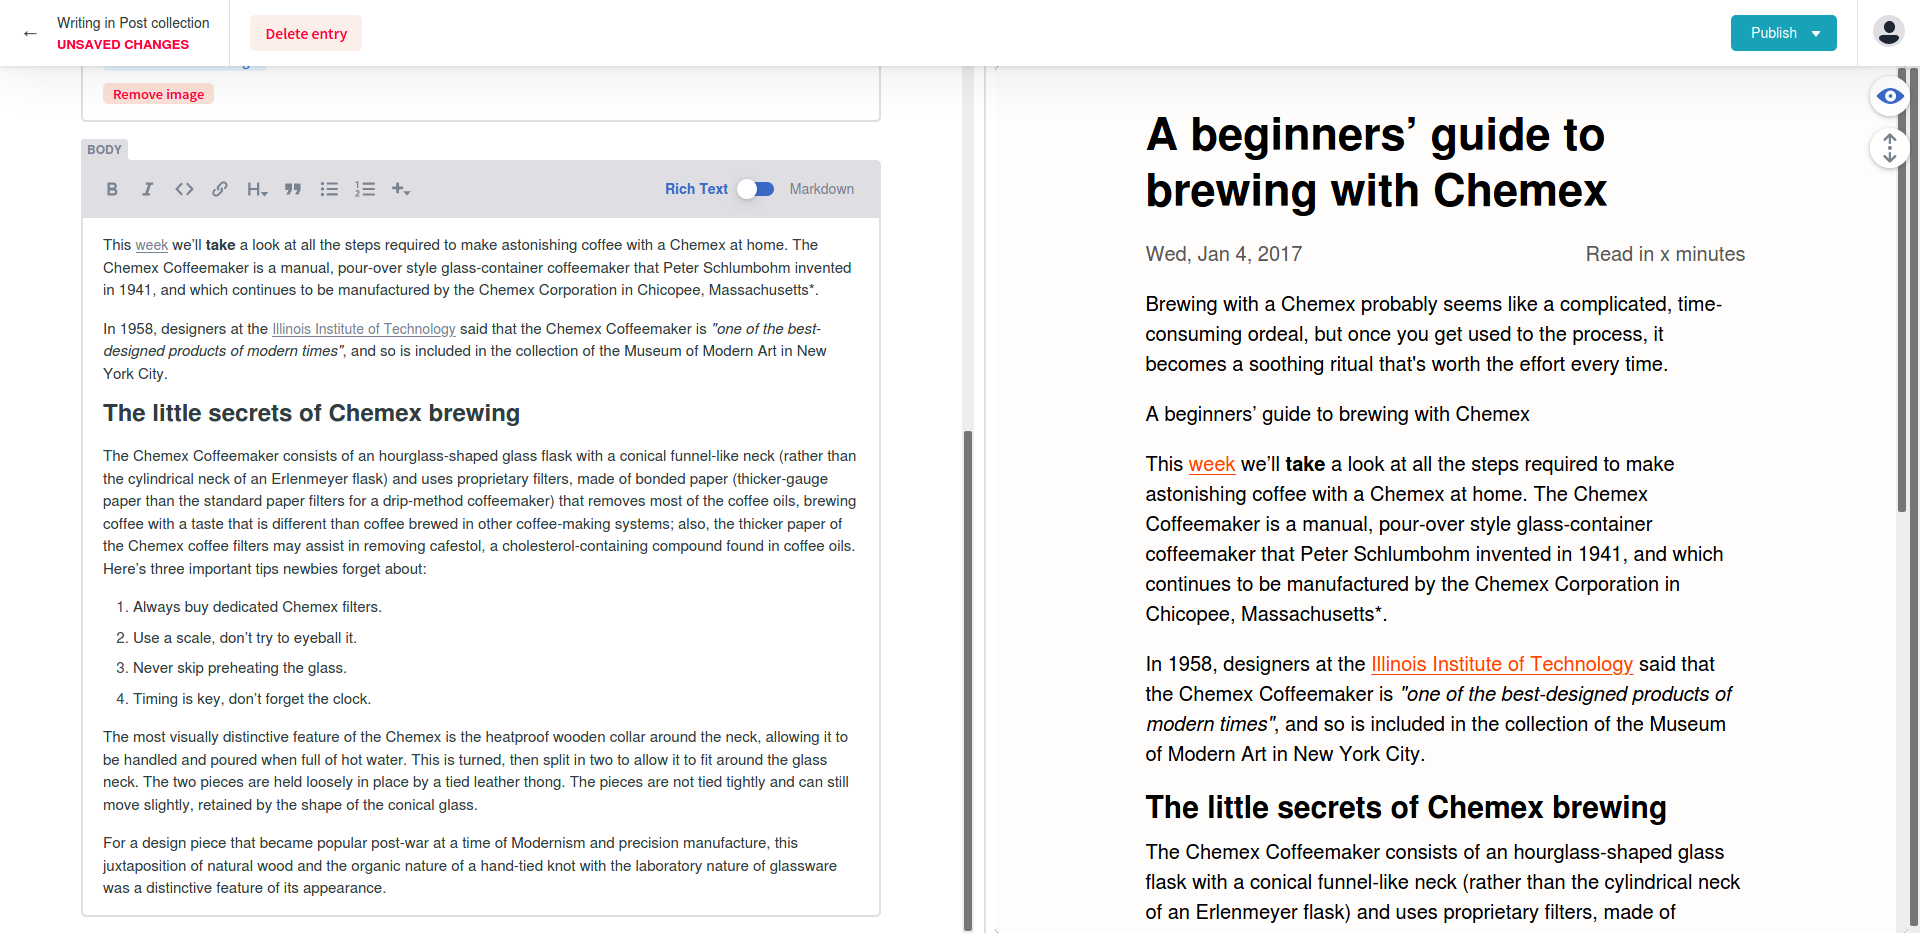 Writing in Post collection
UNSAVED CHANGES
Delete entry
Publish
Remove image
BODY
Rich Text
Markdown
This week we’ll take a look at all the steps required to make astonishing coffee with a Chemex at home. The
Chemex Coffeemaker is a manual, pour-over style glass-container coffeemaker that Peter Schlumbohm invented
in 1941, and which continues to be manufactured by the Chemex Corporation in Chicopee, Massachusetts*.
In 1958, designers at the Illinois Institute of Technology said that the Chemex Coffeemaker is "one of the best-
designed products of modern times", and so is included in the collection of the Museum of Modern Art in New
York City.
The little secrets of Chemex brewing
The Chemex Coffeemaker consists of an hourglass-shaped glass flask with a conical funnel-like neck (rather than
the cylindrical neck of an Erlenmeyer flask) and uses proprietary filters, made of bonded paper (thicker-gauge
paper than the standard paper filters for a drip-method coffeemaker) that removes most of the coffee oils, brewing
coffee with a taste that is different than coffee brewed in other coffee-making systems; also, the thicker paper of
the Chemex coffee filters may assist in removing cafestol, a cholesterol-containing compound found in coffee oils.
Here’s three important tips newbies forget about:
1. Always buy dedicated Chemex filters.
2. Use a scale, don’t try to eyeball it.
3. Never skip preheating the glass.
4. Timing is key, don’t forget the clock.
The most visually distinctive feature of the Chemex is the heatproof wooden collar around the neck, allowing it to
be handled and poured when full of hot water. This is turned, then split in two to allow it to fit around the glass
neck. The two pieces are held loosely in place by a tied leather thong. The pieces are not tied tightly and can still
move slightly, retained by the shape of the conical glass.
For a design piece that became popular post-war at a time of Modernism and precision manufacture, this
juxtaposition of natural wood and the organic nature of a hand-tied knot with the laboratory nature of glassware
was a distinctive feature of its appearance.
A beginners’ guide to
brewing with Chemex
Wed, Jan 4, 2017
Read in x minutes
Brewing with a Chemex probably seems like a complicated, time-
consuming ordeal, but once you get used to the process, it
becomes a soothing ritual that's worth the effort every time.
A beginners’ guide to brewing with Chemex
This week we’ll take a look at all the steps required to make
astonishing coffee with a Chemex at home. The Chemex
Coffeemaker is a manual, pour-over style glass-container
coffeemaker that Peter Schlumbohm invented in 1941, and which
continues to be manufactured by the Chemex Corporation in
Chicopee, Massachusetts*.
In 1958, designers at the Illinois Institute of Technology said that
the Chemex Coffeemaker is "one of the best-designed products of
modern times", and so is included in the collection of the Museum
of Modern Art in New York City.
The little secrets of Chemex brewing
The Chemex Coffeemaker consists of an hourglass-shaped glass
flask with a conical funnel-like neck (rather than the cylindrical neck
of an Erlenmeyer flask) and uses proprietary filters, made of